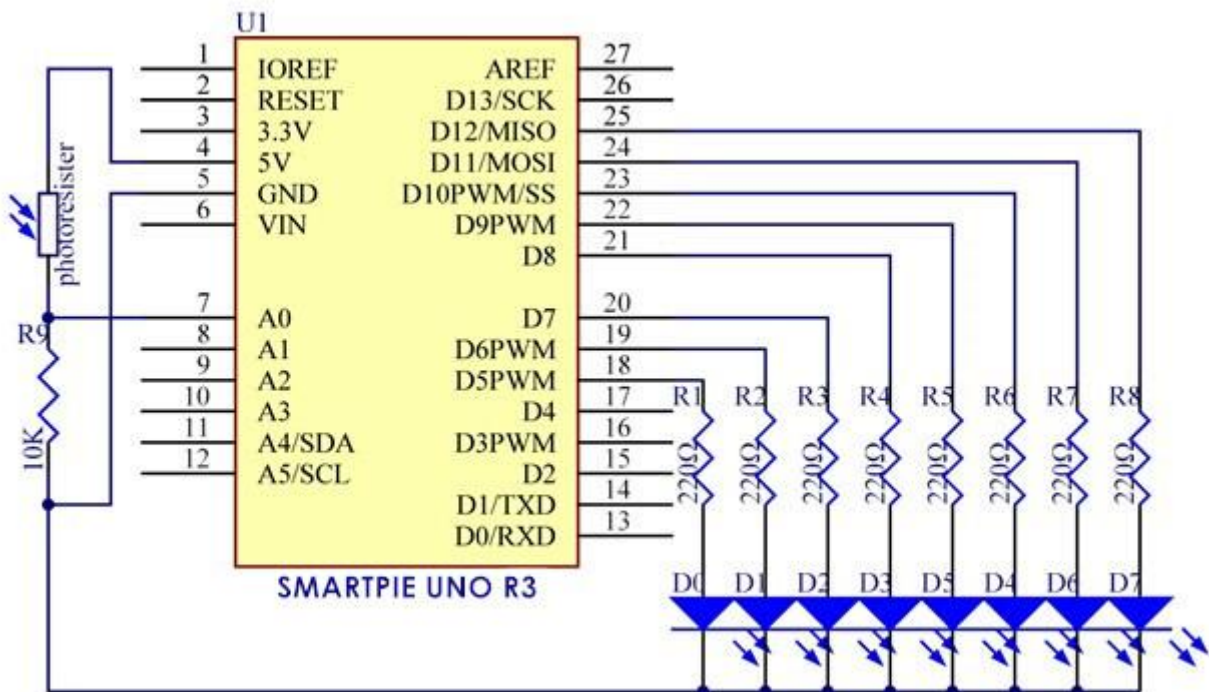 U1
1 IOREF AREF 27
2 RESET D13/SCK 26
3 3.3V D12/MISO 25
4 5V D11/MOSI 24
5 GND D10PWM/SS 23
6 VIN D9PWM 22
D8 21
photoresister
7 A0 D7 20
R9
8 A1 D6PWM 19
9 A2 D5PWM 18
10 A3 D4 17
11 A4/SDA D3PWM 16
12 A5/SCL D2 15
10K
D1/TXD 14
D0/RXD 13
R1 R2 R3 R4 R5 R6 R7 R8
220Ω 220Ω 220Ω 220Ω 220Ω 220Ω 220Ω 220Ω
SMARTPIE UNO R3
D0 D1 D2 D3 D5 D4 D6 D7